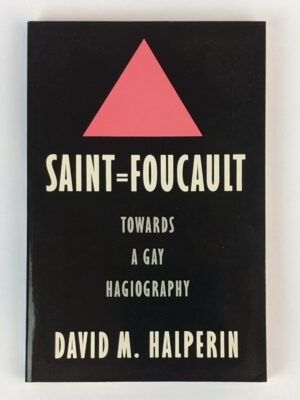 SAINT=FOUCAULT
TOWARDS
A GAY
HAGIOGRAPHY
DAVID M. HALPERIN